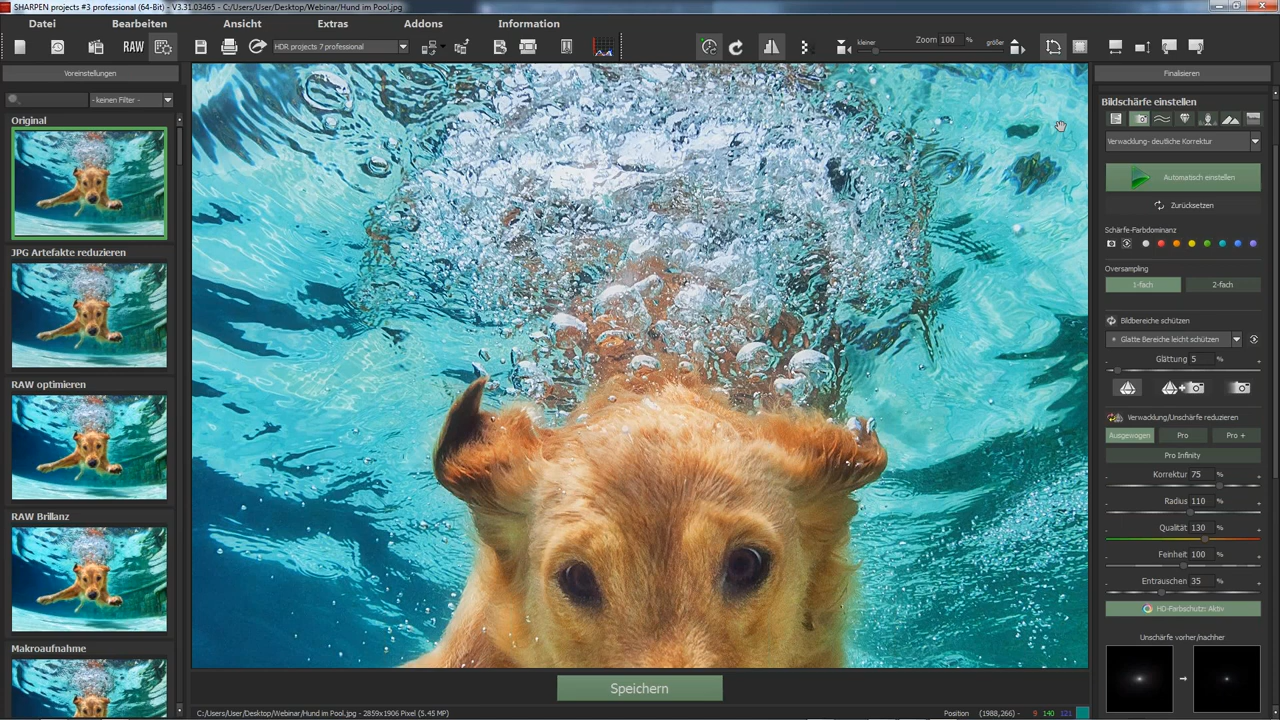 SHARPEN projects #3 professional (64-Bit) - V3.31.03465 - C:/Users/User/Desktop/Webinar/Hund im Pool.jpg
Datei Bearbeiten Ansicht Extras Addons Information
RAW HDR projects 7 professional kleiner Zoom 100 % größer
Voreinstellungen
- keinen Filter -
Original
JPG Artefakte reduzieren
RAW optimieren
RAW Brillanz
Makroaufnahme
Speichern
C:/Users/User/Desktop/Webinar/Hund im Pool.jpg - 2859x1906 Pixel (5.45 MP)
Position (1988,266) - 9 140 121
Finalisieren
Bildschärfe einstellen
Verwacklung- deutliche Korrektur
Automatisch einstellen
Zurücksetzen
Schärfe-Farbdominanz
Oversampling
1-fach 2-fach
Bildbereiche schützen
Glatte Bereiche leicht schützen
Glättung 5 %
Verwacklung/Unschärfe reduzieren
Ausgewogen Pro Pro +
Pro Infinity
Korrektur 75 %
Radius 110 %
Qualität 130 %
Feinheit 100 %
Entrauschen 35 %
HD-Farbschutz: Aktiv
Unschärfe vorher/nachher